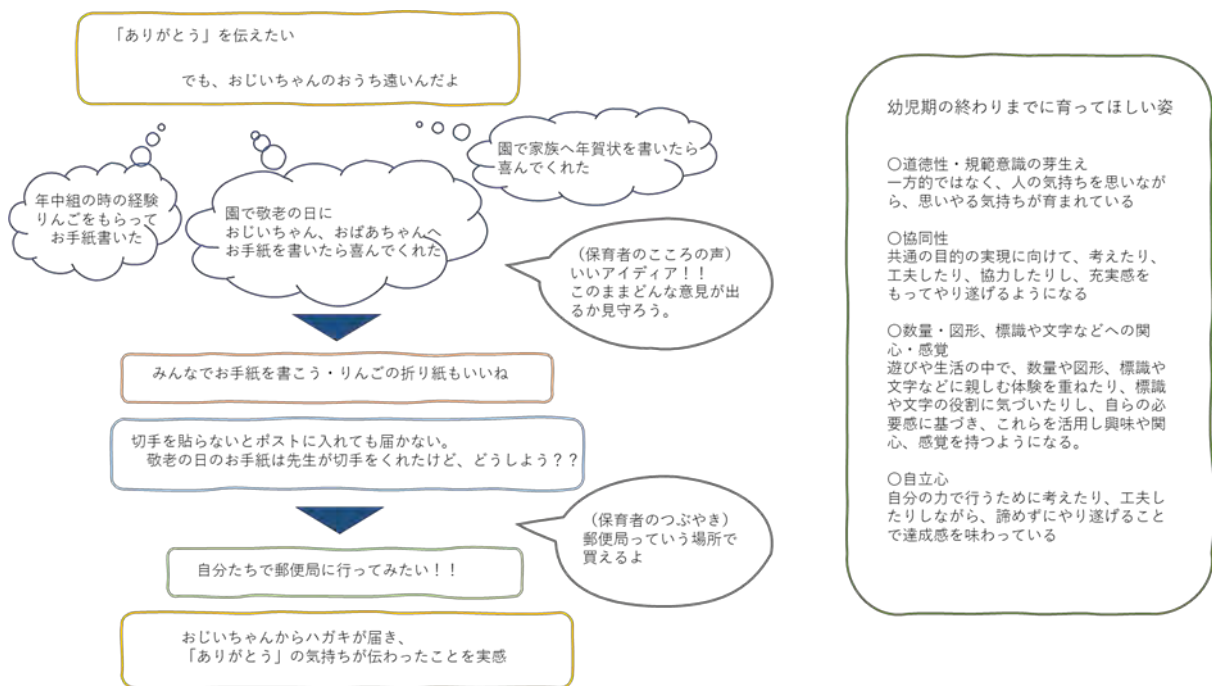 「ありがとう」を伝えたい
でも、おじいちゃんのおうち遠いんだよ
園で家族へ年賀状を書いたら
喜んでくれた
年中組の時の経験
りんごをもらって
お手紙書いた
園で敬老の日に
おじいちゃん、おばあちゃんへ
お手紙を書いたら喜んでくれた
（保育者のこころの声）
いいアイディア！！
このままどんな意見が出
るか見守ろう。
みんなでお手紙を書こう・りんごの折り紙もいいね
切手を貼らないとポストに入れても届かない。
敬老の日のお手紙は先生が切手をくれたけど、どうしよう？？
（保育者のつぶやき）
郵便局っていう場所で
買えるよ
自分たちで郵便局に行ってみたい！！
おじいちゃんからハガキが届き、
「ありがとう」の気持ちが伝わったことを実感
幼児期の終わりまでに育ってほしい姿
〇道徳性・規範意識の芽生え
一方的ではなく、人の気持ちを思いなが
ら、思いやる気持ちが育まれている
〇協同性
共通の目的の実現に向けて、考えたり、
工夫したり、協力したりし、充実感を
もってやり遂げるようになる
〇数量・図形、標識や文字などへの関
心・感覚
遊びや生活の中で、数量や図形、標識や
文字などに親しむ体験を重ねたり、標識
や文字の役割に気づいたりし、自らの必
要感に基づき、これらを活用し興味や関
心、感覚を持つようになる。
〇自立心
自分の力で行うために考えたり、工夫し
たりしながら、諦めずにやり遂げること
で達成感を味わっている